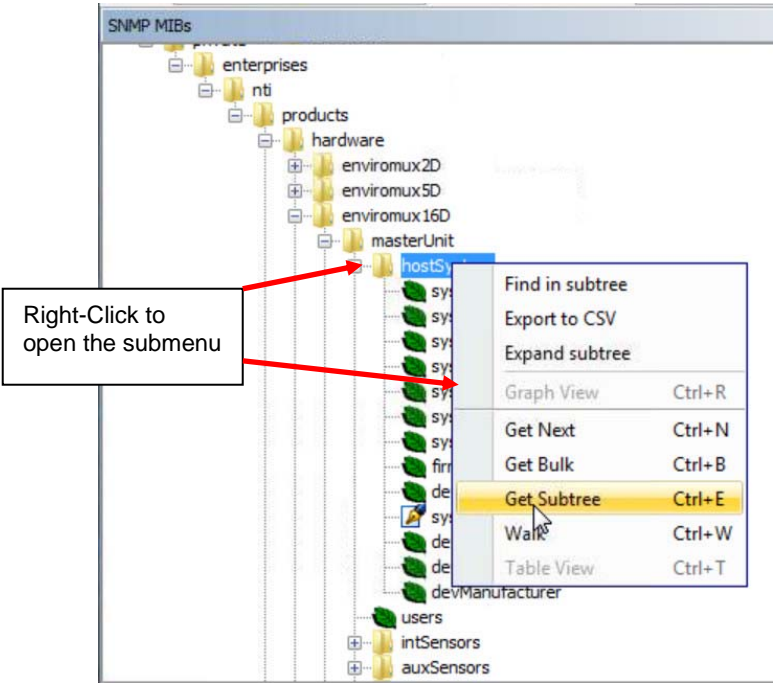 SNMP MIBs
enterprises
nti
products
hardware
enviromux2D
enviromux5D
enviromux16D
masterUnit
Right-Click to
open the submenu
Find in subtree
Export to CSV
Expand subtree
Graph View Ctrl+R
Get Next Ctrl+N
Get Bulk Ctrl+B
Get Subtree Ctrl+E
Walk Ctrl+W
Table View Ctrl+T
devManufacturer
users
intSensors
auxSensors